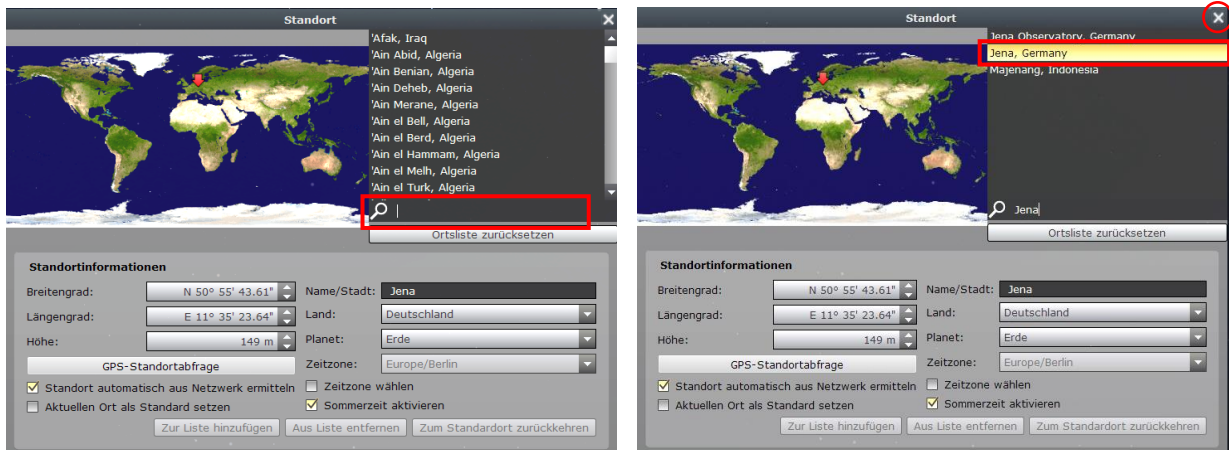 Standort
'Afak, Iraq
'Ain Abid, Algeria
'Ain Benian, Algeria
'Ain Deheb, Algeria
'Ain Merane, Algeria
'Ain el Bell, Algeria
'Ain el Berd, Algeria
'Ain el Hammam, Algeria
'Ain el Melh, Algeria
'Ain el Turk, Algeria
Ortsliste zurücksetzen
Standortinformationen
Breitengrad: N 50° 55' 43.61" Name/Stadt: Jena
Längengrad: E 11° 35' 23.64" Land: Deutschland
Höhe: 149 m Planet: Erde
GPS-Standortabfrage Zeitzone: Europe/Berlin
Standort automatisch aus Netzwerk ermitteln Zeitzone wählen
Aktuellen Ort als Standard setzen Sommerzeit aktivieren
Zur Liste hinzufügen Aus Liste entfernen Zum Standardort zurückkehren
Standort
Jena Observatory, Germany
Jena, Germany
Majenang, Indonesia
Jena
Ortsliste zurücksetzen
Standortinformationen
Breitengrad: N 50° 55' 43.61" Name/Stadt: Jena
Längengrad: E 11° 35' 23.64" Land: Deutschland
Höhe: 149 m Planet: Erde
GPS-Standortabfrage Zeitzone: Europe/Berlin
Standort automatisch aus Netzwerk ermitteln Zeitzone wählen
Aktuellen Ort als Standard setzen Sommerzeit aktivieren
Zur Liste hinzufügen Aus Liste entfernen Zum Standardort zurückkehren